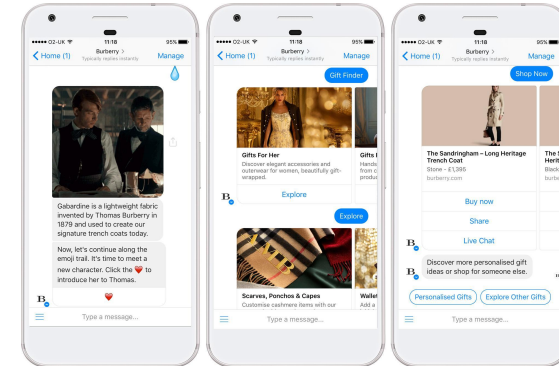 ••••• O2-UK 11:18 95%
Home (1) Burberry > Manage
Typically replies instantly
Gabardine is a lightweight fabric
invented by Thomas Burberry in
1879 and used to create our
signature trench coats today.
Now, let's continue along the
emoji trail. It's time to meet a
new character. Click the ❤️ to
introduce her to Thomas.
B
Type a message...
••••• O2-UK 11:18 95%
Home (1) Burberry > Manage
Typically replies instantly
Gift Finder
Gifts For Her
Discover elegant accessories and
outerwear for women, beautifully gift-
wrapped.
Explore
B
Gifts
Explore
Scarves, Ponchos & Capes
Customise cashmere items with our
Wallet
Add a
Type a message...
••••• O2-UK 11:18 95%
Home (1) Burberry > Manage
Typically replies instantly
Shop Now
The Sandringham – Long Heritage
Trench Coat
Stone - £1,395
burberry.com
Buy now
Share
Live Chat
B
The S
Herit
Black
burbe
B
Discover more personalised gift
ideas or shop for someone else.
Personalised Gifts Explore Other Gifts
Type a message...